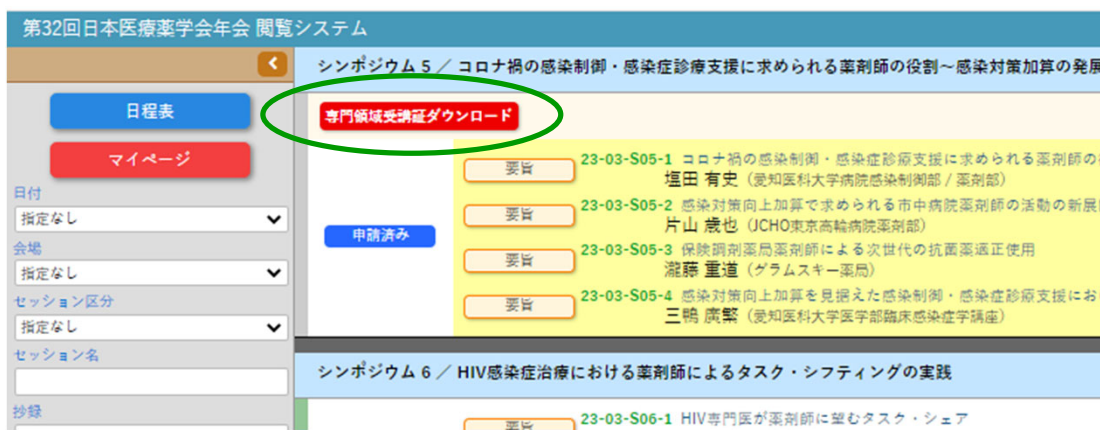 第32回日本医療薬学会年会 閲覧システム
日程表
マイページ
日付
指定なし
会場
指定なし
セッション区分
指定なし
セッション名
抄録
シンポジウム 5 ／ コロナ禍の感染制御・感染症診療支援に求められる薬剤師の役割～感染対策加算の発展
専門領域受講証ダウンロード
申請済み
要旨 23-03-S05-1 コロナ禍の感染制御・感染症診療支援に求められる薬剤師の
塩田 有史（愛知医科大学病院感染制御部 / 薬剤部）
要旨 23-03-S05-2 感染対策向上加算で求められる市中病院薬剤師の活動の新展
片山 歳也（JCHO東京高輪病院薬剤部）
要旨 23-03-S05-3 保険調剤薬局薬剤師による次世代の抗菌薬適正使用
瀧藤 重道（グラムスキー薬局）
要旨 23-03-S05-4 感染対策向上加算を見据えた感染制御・感染症診療支援にお
三鴨 廣繁（愛知医科大学医学部臨床感染症学講座）
シンポジウム 6 ／ HIV感染症治療における薬剤師によるタスク・シフティングの実践
要旨 23-03-S06-1 HIV専門医が薬剤師に望むタスク・シェア